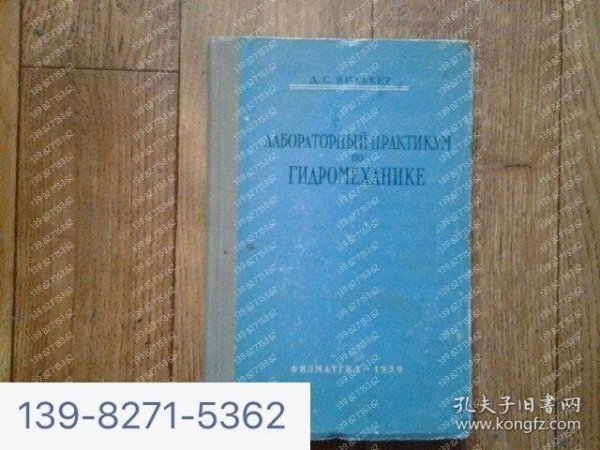 Д. С. ВИЛЬКЕР
ЛАБОРАТОРНЫЙ ПРАКТИКУМ
ПО
ГИДРОМЕХАНИКЕ
ФИЗМАТГИЗ - 1959
139-8271-5362
孔夫子旧书网
www.kongfz.com